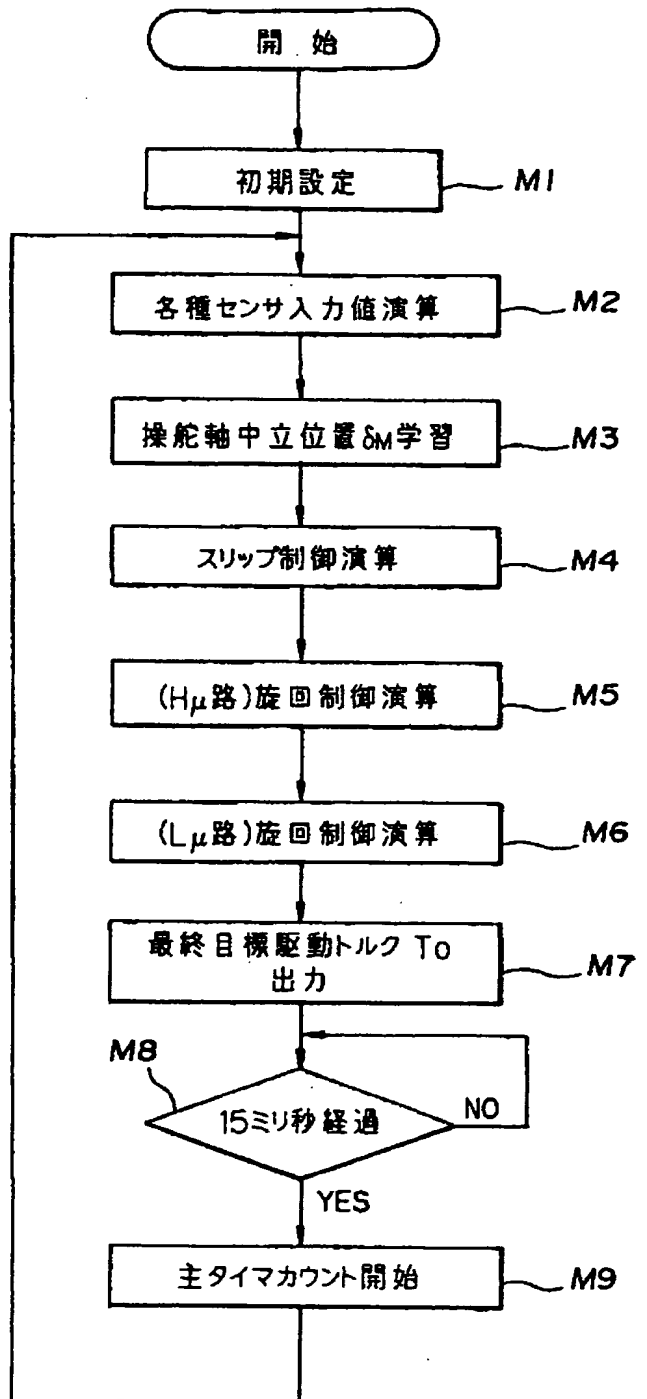 開始
初期設定
M1
各種センサ入力値演算
M2
操舵軸中立位置δM学習
M3
スリップ制御演算
M4
(Hμ路)旋回制御演算
M5
(Lμ路)旋回制御演算
M6
最終目標駆動トルク To
出力
M7
M8
15ミリ秒経過
NO
YES
主タイマカウント開始
M9